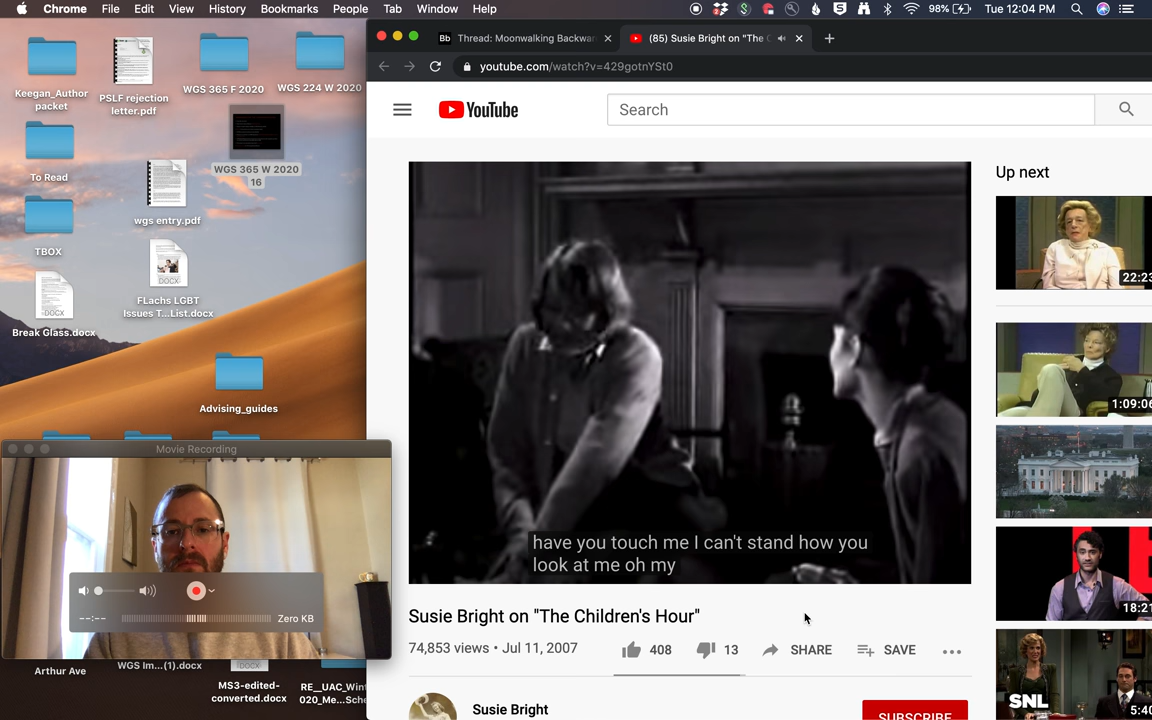 Chrome File Edit View History Bookmarks People Tab Window Help
98% Tue 12:04 PM
Keegan_Author
packet
PSLF rejection
letter.pdf
WGS 365 F 2020
WGS 224 W 2020
To Read
WGS 365 W 2020
16
wgs entry.pdf
TBOX
DOCX
FLachs LGBT
Issues T...List.docx
DOCX
Break Glass.docx
Advising_guides
Movie Recording
--:--
Zero KB
Arthur Ave
WGS Im...(1).docx
DOCX
MS3-edited-
converted.docx
RE__UAC_Win
020_Me...Sche
Bb Thread: Moonwalking Backwar
(85) Susie Bright on "The C
youtube.com/watch?v=429gotnYSt0
YouTube
Search
have you touch me I can't stand how you
look at me oh my
Susie Bright on "The Children's Hour"
74,853 views • Jul 11, 2007
408 13 SHARE SAVE
Susie Bright
SUBSCRIBE
Up next
22:23
1:09:06
18:21
SNL
5:40